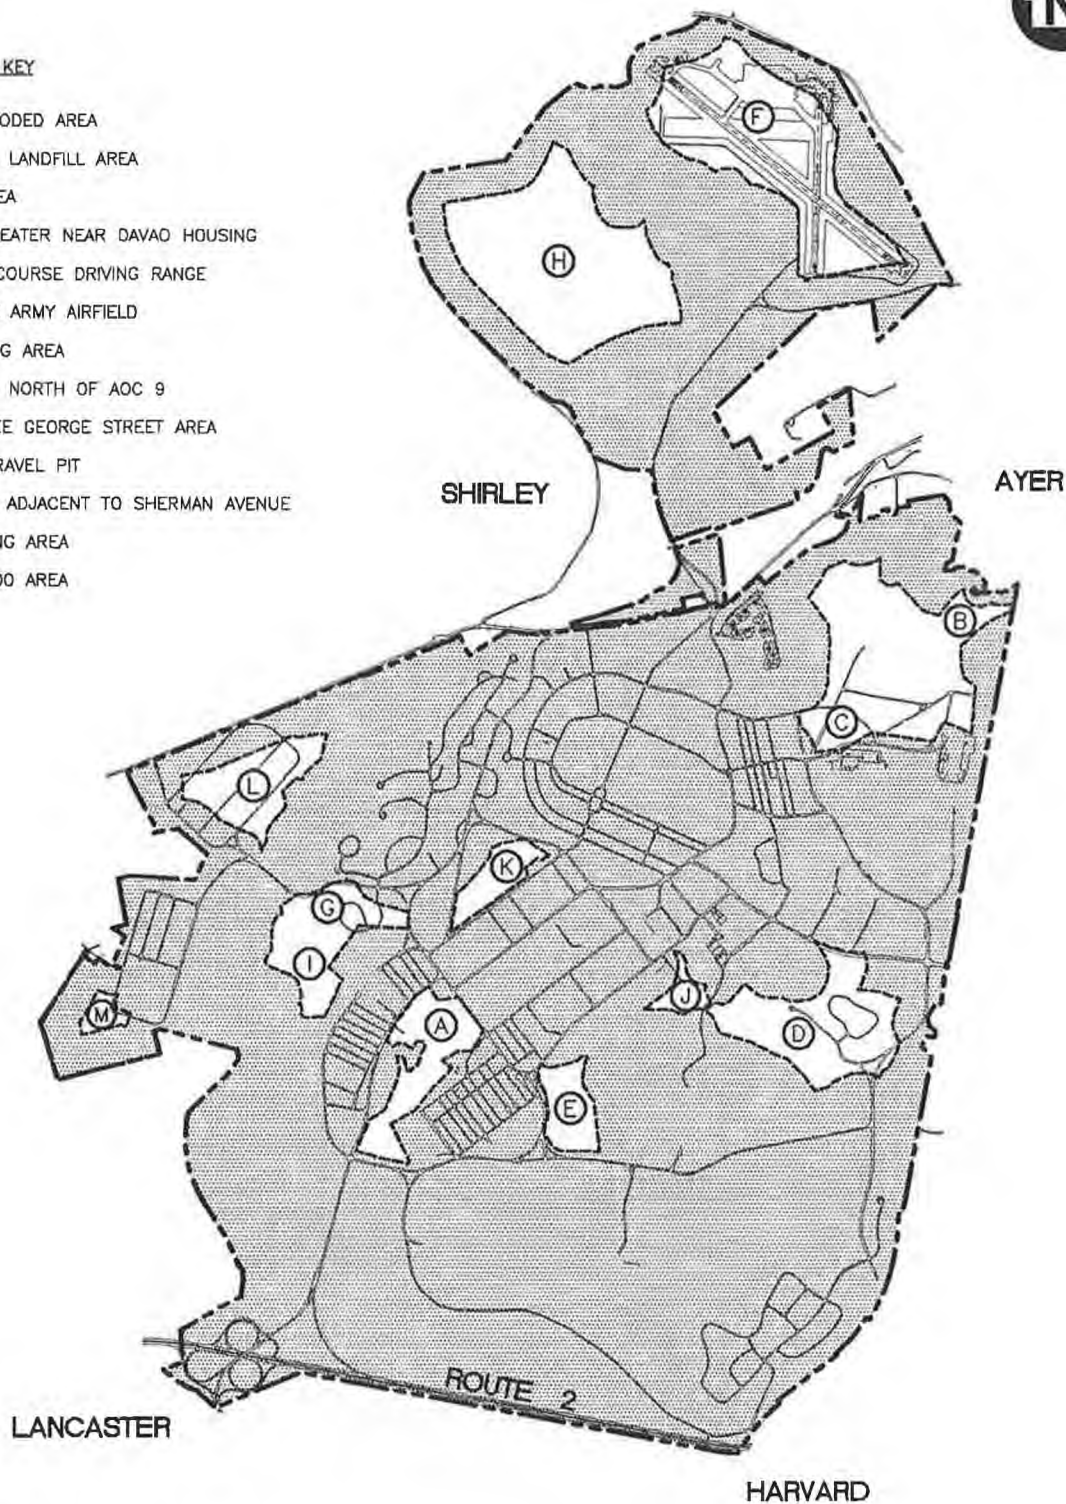 KEY
ODED AREA
LANDFILL AREA
EA
EATER NEAR DAVAO HOUSING
COURSE DRIVING RANGE
ARMY AIRFIELD
G AREA
NORTH OF AOC 9
EE GEORGE STREET AREA
RAVEL PIT
ADJACENT TO SHERMAN AVENUE
NG AREA
OO AREA
N
F
H
SHIRLEY
AYER
B
C
L
K
G
I
M
A
J
D
E
ROUTE 2
LANCASTER
HARVARD